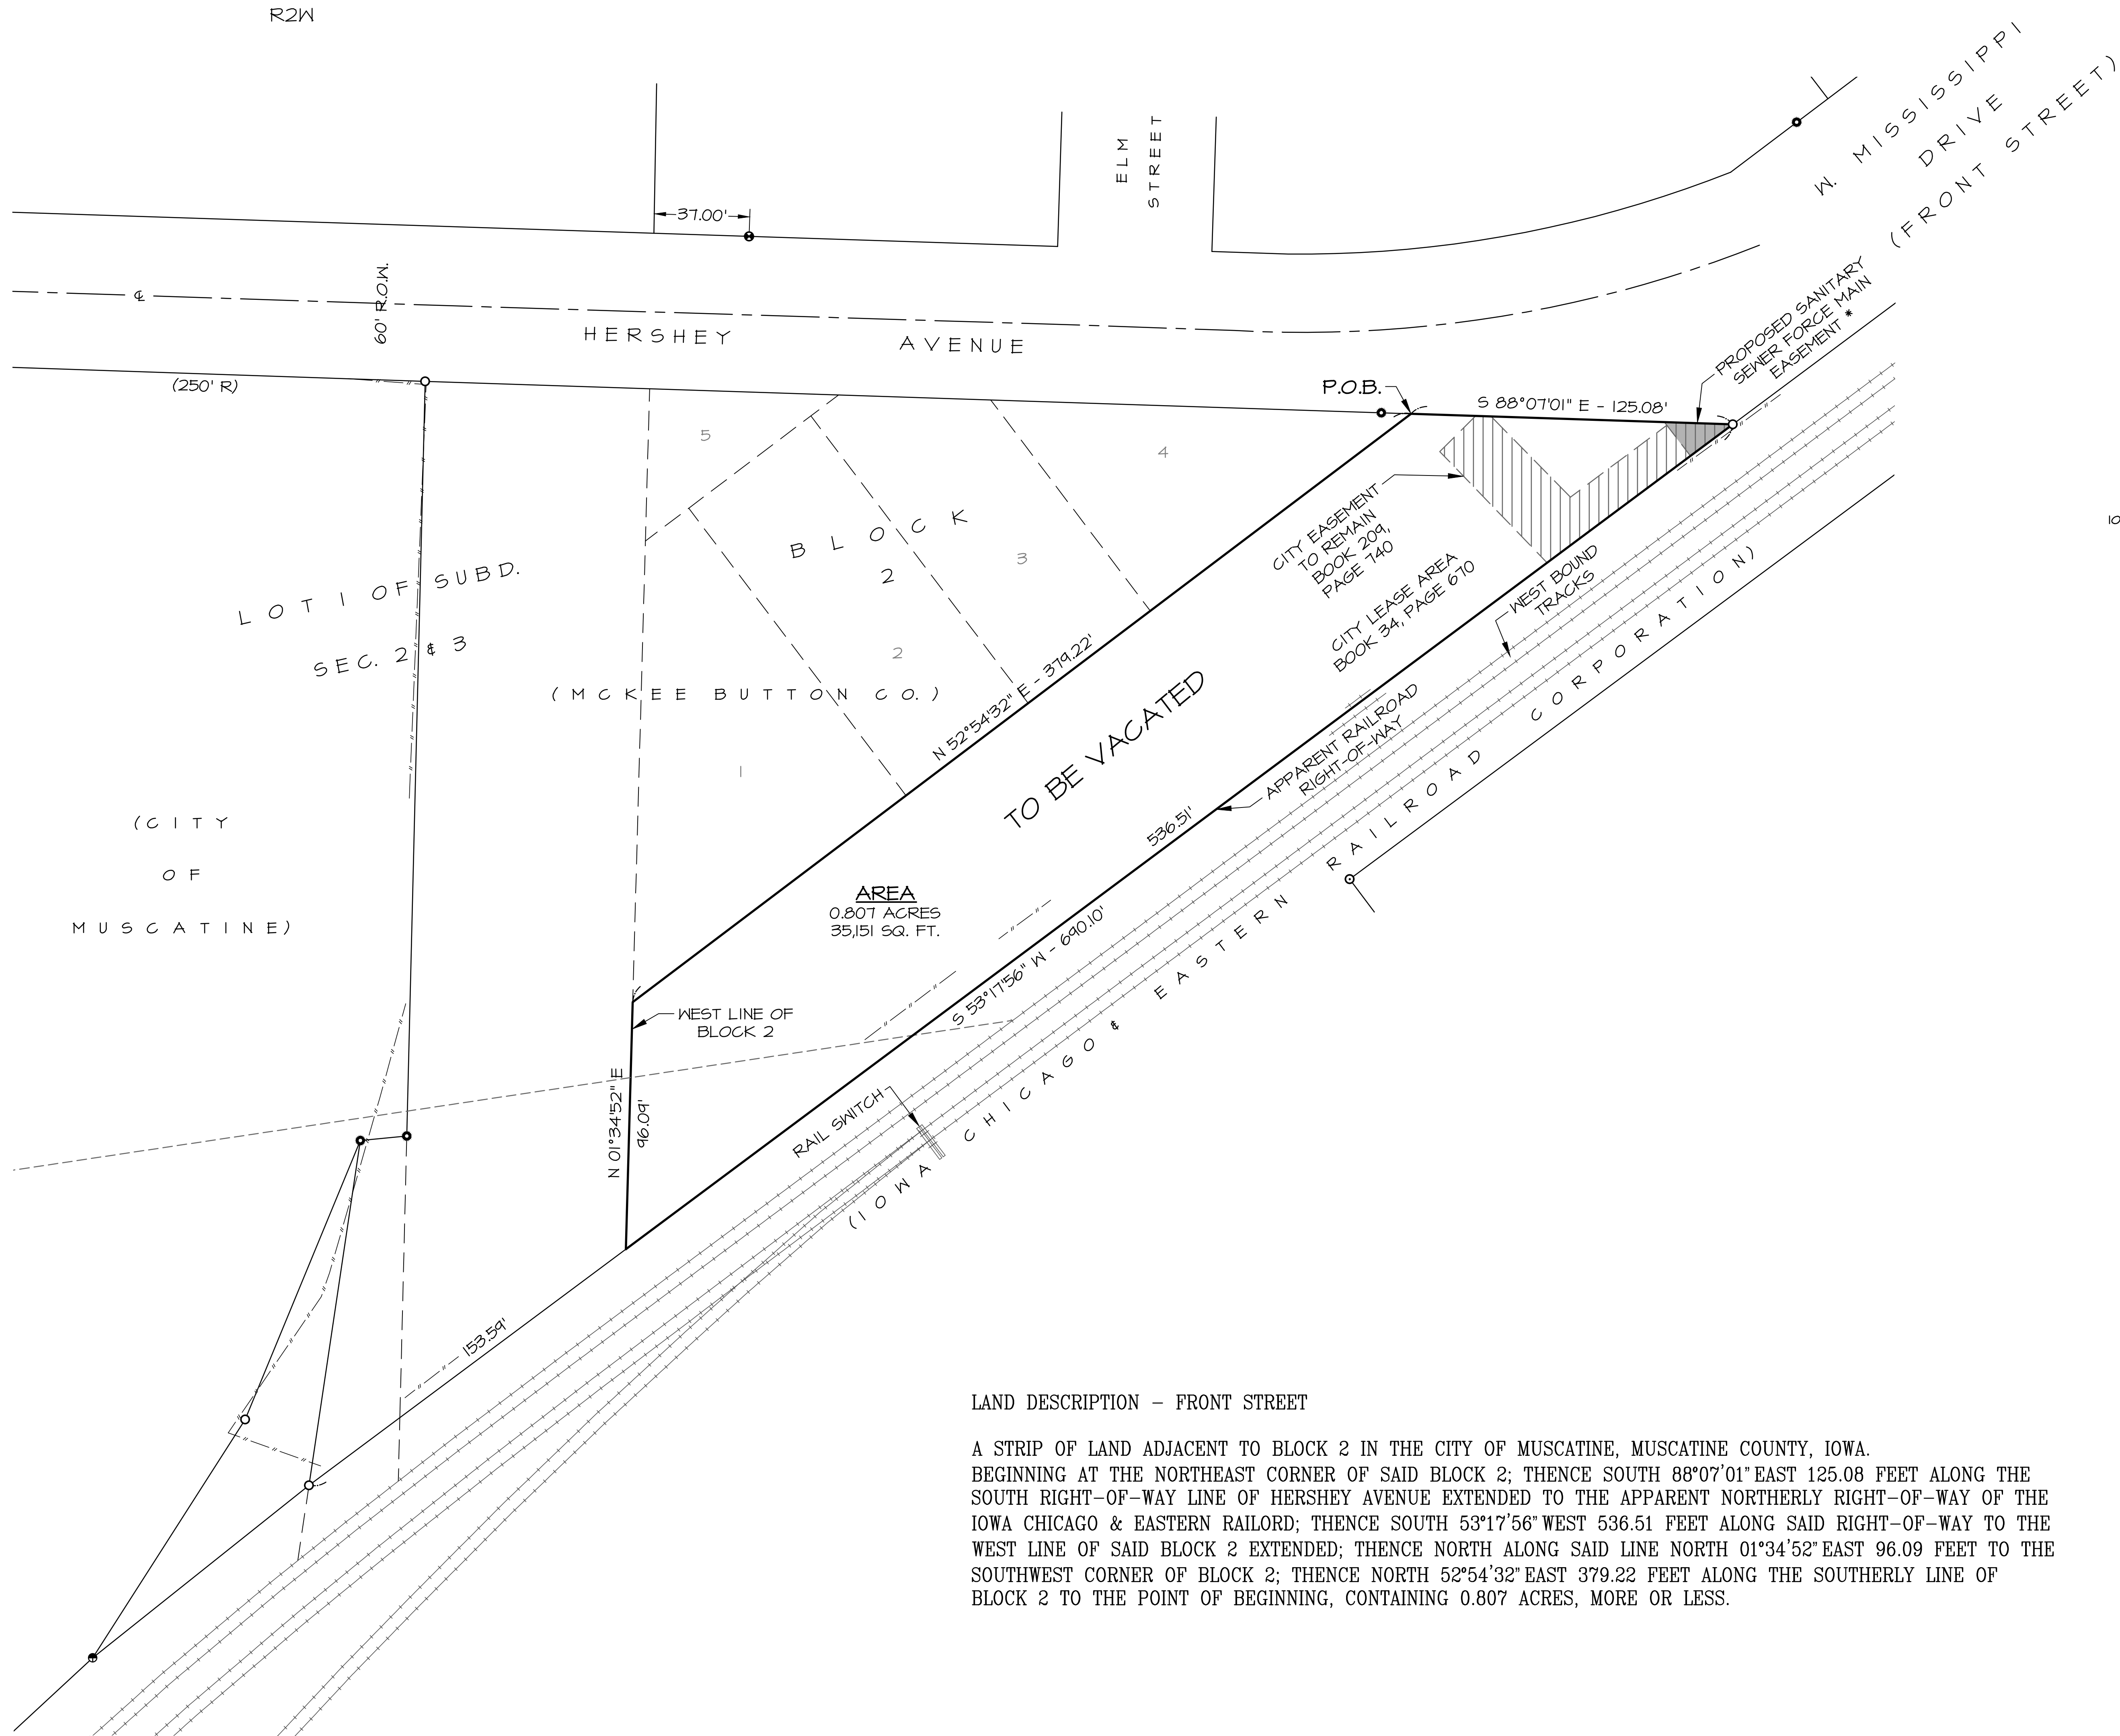 R2W
W. MISSISSIPPI
DRIVE
(FRONT STREET)
ELM
STREET
37.00'
60' R.O.W.
℄
HERSHEY AVENUE
(250' R)
P.O.B.
S 88°07'01" E - 125.08'
PROPOSED SANITARY
SEWER FORCE MAIN
EASEMENT *
5
4
3
2
1
BLOCK
2
10
CITY EASEMENT
TO REMAIN
BOOK 209,
PAGE 740
CITY LEASE AREA
BOOK 34, PAGE 670
WEST BOUND
TRACKS
LOT 1 OF SUBD.
SEC. 2 & 3
(MCKEE BUTTON CO.)
N 52°54'32" E - 379.22'
TO BE VACATED
APPARENT RAILROAD
RIGHT-OF-WAY
536.51'
(CITY
OF
MUSCATINE)
AREA
0.807 ACRES
35,151 SQ. FT.
S 53°17'56" W - 690.10'
WEST LINE OF
BLOCK 2
N 01°34'52" E
96.09'
RAIL SWITCH
(IOWA CHICAGO & EASTERN RAILROAD CORPORATION)
153.59'
LAND DESCRIPTION - FRONT STREET
A STRIP OF LAND ADJACENT TO BLOCK 2 IN THE CITY OF MUSCATINE, MUSCATINE COUNTY, IOWA.
BEGINNING AT THE NORTHEAST CORNER OF SAID BLOCK 2; THENCE SOUTH 88°07'01" EAST 125.08 FEET ALONG THE
SOUTH RIGHT-OF-WAY LINE OF HERSHEY AVENUE EXTENDED TO THE APPARENT NORTHERLY RIGHT-OF-WAY OF THE
IOWA CHICAGO & EASTERN RAILORD; THENCE SOUTH 53°17'56" WEST 536.51 FEET ALONG SAID RIGHT-OF-WAY TO THE
WEST LINE OF SAID BLOCK 2 EXTENDED; THENCE NORTH ALONG SAID LINE NORTH 01°34'52" EAST 96.09 FEET TO THE
SOUTHWEST CORNER OF BLOCK 2; THENCE NORTH 52°54'32" EAST 379.22 FEET ALONG THE SOUTHERLY LINE OF
BLOCK 2 TO THE POINT OF BEGINNING, CONTAINING 0.807 ACRES, MORE OR LESS.